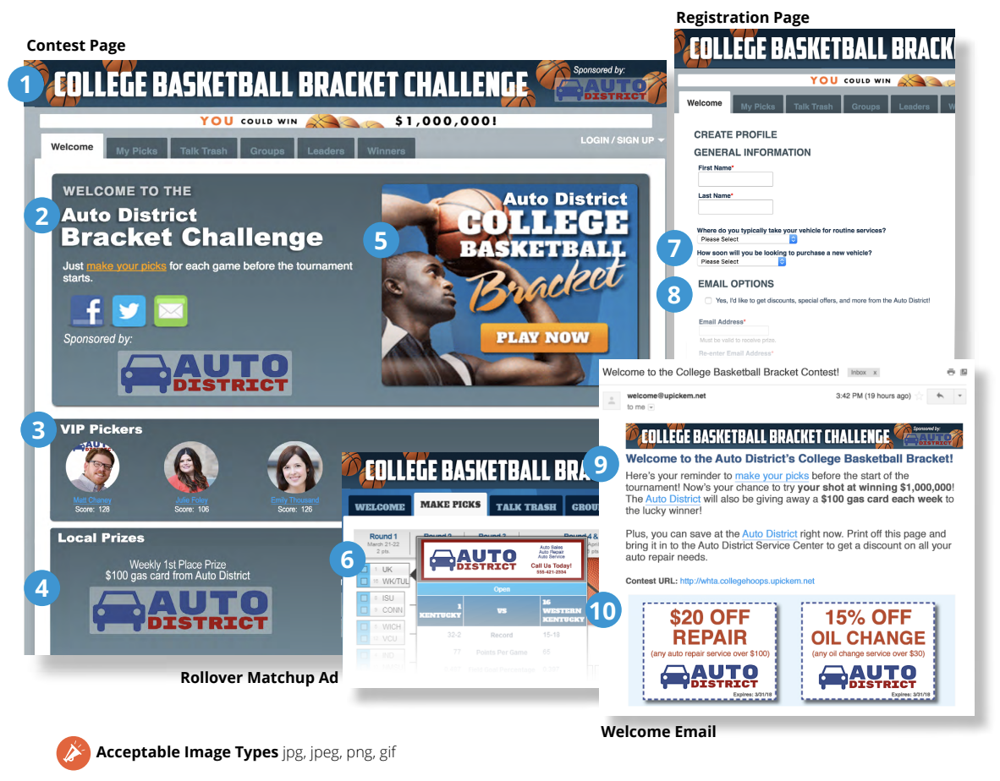 Registration Page
Contest Page
1
COLLEGE BASKETBALL BRACKET CHALLENGE
Sponsored by:
AUTO
DISTRICT
YOU COULD WIN $1,000,000!
Welcome My Picks Talk Trash Groups Leaders Winners
LOGIN / SIGN UP
WELCOME TO THE
2
Auto District
Bracket Challenge
Just make your picks for each game before the tournament
starts.
Sponsored by:
AUTO
DISTRICT
5
Auto District
COLLEGE
BASKETBALL
Bracket
PLAY NOW
3
VIP Pickers
AUTO
Matt Chaney
Score: 128
Julie Foley
Score: 106
Emily Thousand
Score: 126
Local Prizes
4
Weekly 1st Place Prize
$100 gas card from Auto District
AUTO
DISTRICT
COLLEGE BASKETBALL BRACK
YOU COULD WIN
Welcome My Picks Talk Trash Groups Leaders W
CREATE PROFILE
GENERAL INFORMATION
First Name*
Last Name*
7
Where do you typically take your vehicle for routine services?
Please Select
How soon will you be looking to purchase a new vehicle?
Please Select
8
EMAIL OPTIONS
Yes, I'd like to get discounts, special offers, and more from the Auto District!
Email Address*
Must be valid to receive prize.
Re-enter Email Address*
COLLEGE BASKETBALL BRA
WELCOME MAKE PICKS TALK TRASH GROU
6
Round 1
March 21-22
2 pts
Round 2
Round 3
1 UK
16 WK/TUL
8 ISU
9 CONN
WICH
VCU
IND
AUTO
DISTRICT
Auto Sales
Auto Repair
Auto Service
Call Us Today!
555-421-2334
Open
1
KENTUCKY
VS
16
WESTERN
KENTUCKY
32-2 Record 15-18
77 Points Per Game 65
Rollover Matchup Ad
Welcome to the College Basketball Bracket Contest! Inbox x
welcome@upickem.net
to me
3:42 PM (19 hours ago)
COLLEGE BASKETBALL BRACKET CHALLENGE
Sponsored by:
AUTO
DISTRICT
9
Welcome to the Auto District's College Basketball Bracket!
Here's your reminder to make your picks before the start of the
tournament! Now's your chance to try your shot at winning $1,000,000!
The Auto District will also be giving away a $100 gas card each week to
the lucky winner!
Plus, you can save at the Auto District right now. Print off this page and
bring it in to the Auto District Service Center to get a discount on all your
auto repair needs.
Contest URL: http://whta.collegehoops.upickem.net
10
$20 OFF
REPAIR
(any auto repair service over $100)
AUTO
DISTRICT
Expires: 3/31/18
15% OFF
OIL CHANGE
(any oil change service over $30)
AUTO
DISTRICT
Expires: 3/31/18
Welcome Email
Acceptable Image Types jpg, jpeg, png, gif